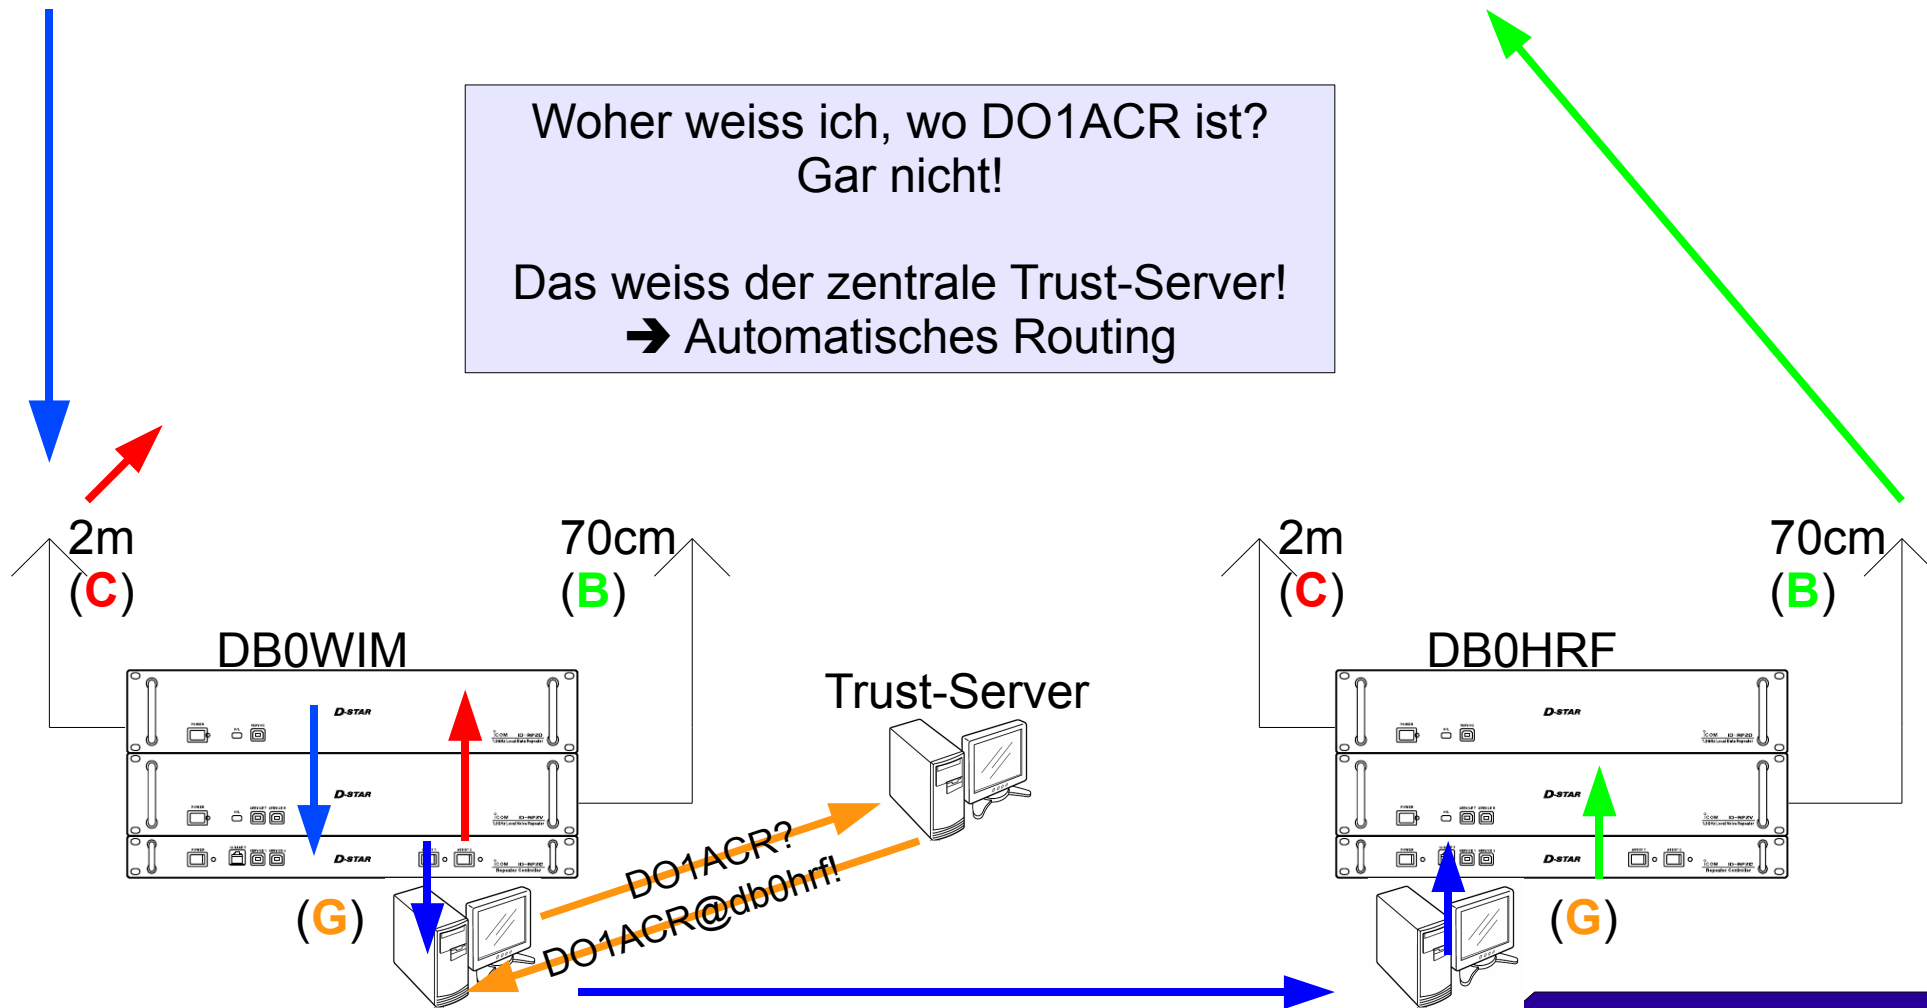 Woher weiss ich, wo DO1ACR ist?
Gar nicht!
Das weiss der zentrale Trust-Server!
➔ Automatisches Routing
2m
(C)
70cm
(B)
2m
(C)
70cm
(B)
DB0WIM
DB0HRF
Trust-Server
D-STAR
D-STAR
D-STAR
D-STAR
D-STAR
D-STAR
DO1ACR?
DO1ACR@db0hrf!
(G)
(G)